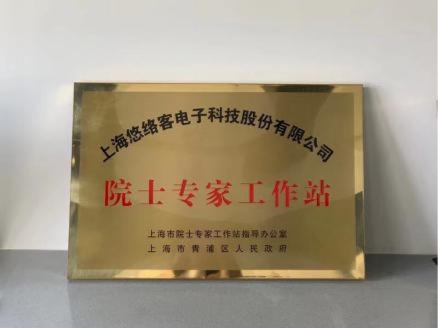 上海悠络客电子科技股份有限公司
院士专家工作站
上海市院士专家工作站指导办公室
上海市青浦区人民政府